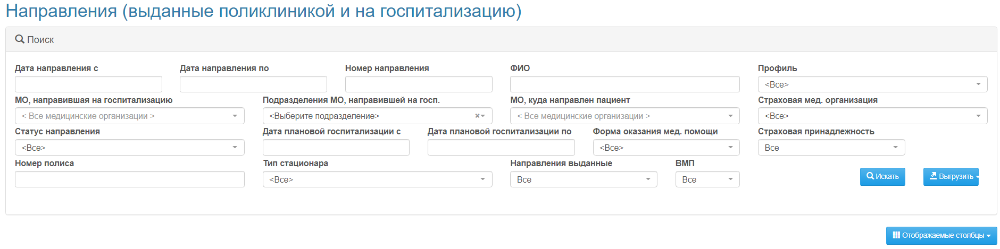 Направления (выданные поликлиникой и на госпитализацию)
Поиск
Дата направления с Дата направления по Номер направления ФИО Профиль
<Все>
МО, направившая на госпитализацию Подразделения МО, направившей на госп. МО, куда направлен пациент Страховая мед. организация
< Все медицинские организации > <Выберите подразделение> × < Все медицинские организации > <Все>
Статус направления Дата плановой госпитализации с Дата плановой госпитализации по Форма оказания мед. помощи Страховая принадлежность
<Все> <Все> Все
Номер полиса Тип стационара Направления выданные ВМП
<Все> Все Все Искать Выгрузить
Отображаемые столбцы